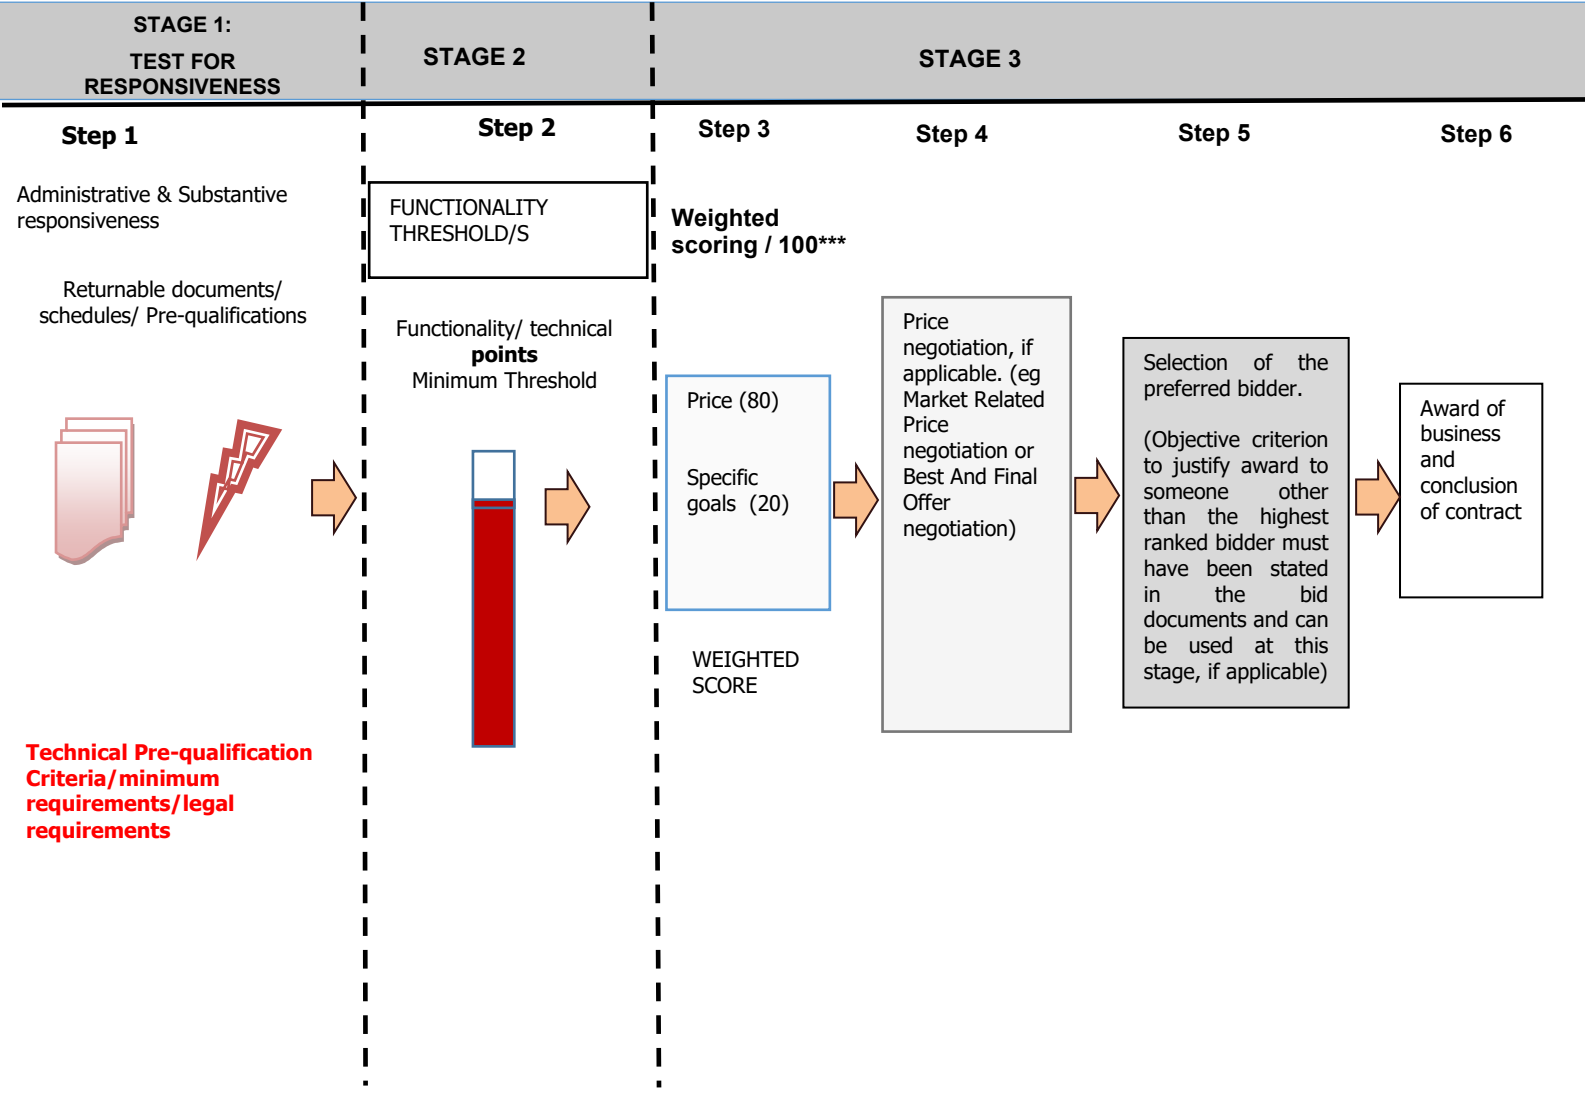 STAGE 1:
TEST FOR
RESPONSIVENESS
STAGE 2
STAGE 3
Step 1
Step 2
Step 3
Step 4
Step 5
Step 6
Administrative & Substantive
responsiveness
Returnable documents/
schedules/ Pre-qualifications
Technical Pre-qualification
Criteria/minimum
requirements/legal
requirements
FUNCTIONALITY
THRESHOLD/S
Functionality/ technical
points
Minimum Threshold
Weighted
scoring / 100***
Price (80)
Specific
goals (20)
WEIGHTED
SCORE
Price
negotiation, if
applicable. (eg
Market Related
Price
negotiation or
Best And Final
Offer
negotiation)
Selection of the
preferred bidder.
(Objective criterion
to justify award to
someone other
than the highest
ranked bidder must
have been stated
in the bid
documents and can
be used at this
stage, if applicable)
Award of
business
and
conclusion
of contract